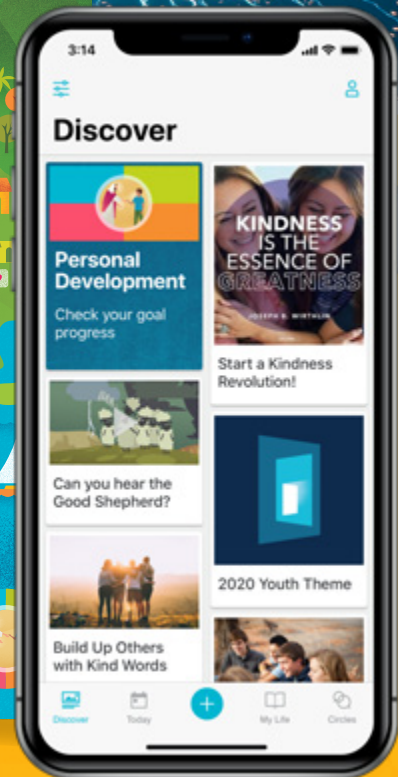 3:14
Discover
Personal
Development
Check your goal
progress
KINDNESS
IS THE
ESSENCE OF
GREATNESS
JOSEPH B. WIRTHLIN
Start a Kindness
Revolution!
Can you hear the
Good Shepherd?
2020 Youth Theme
Build Up Others
with Kind Words
Discover
Today
My Life
Circles